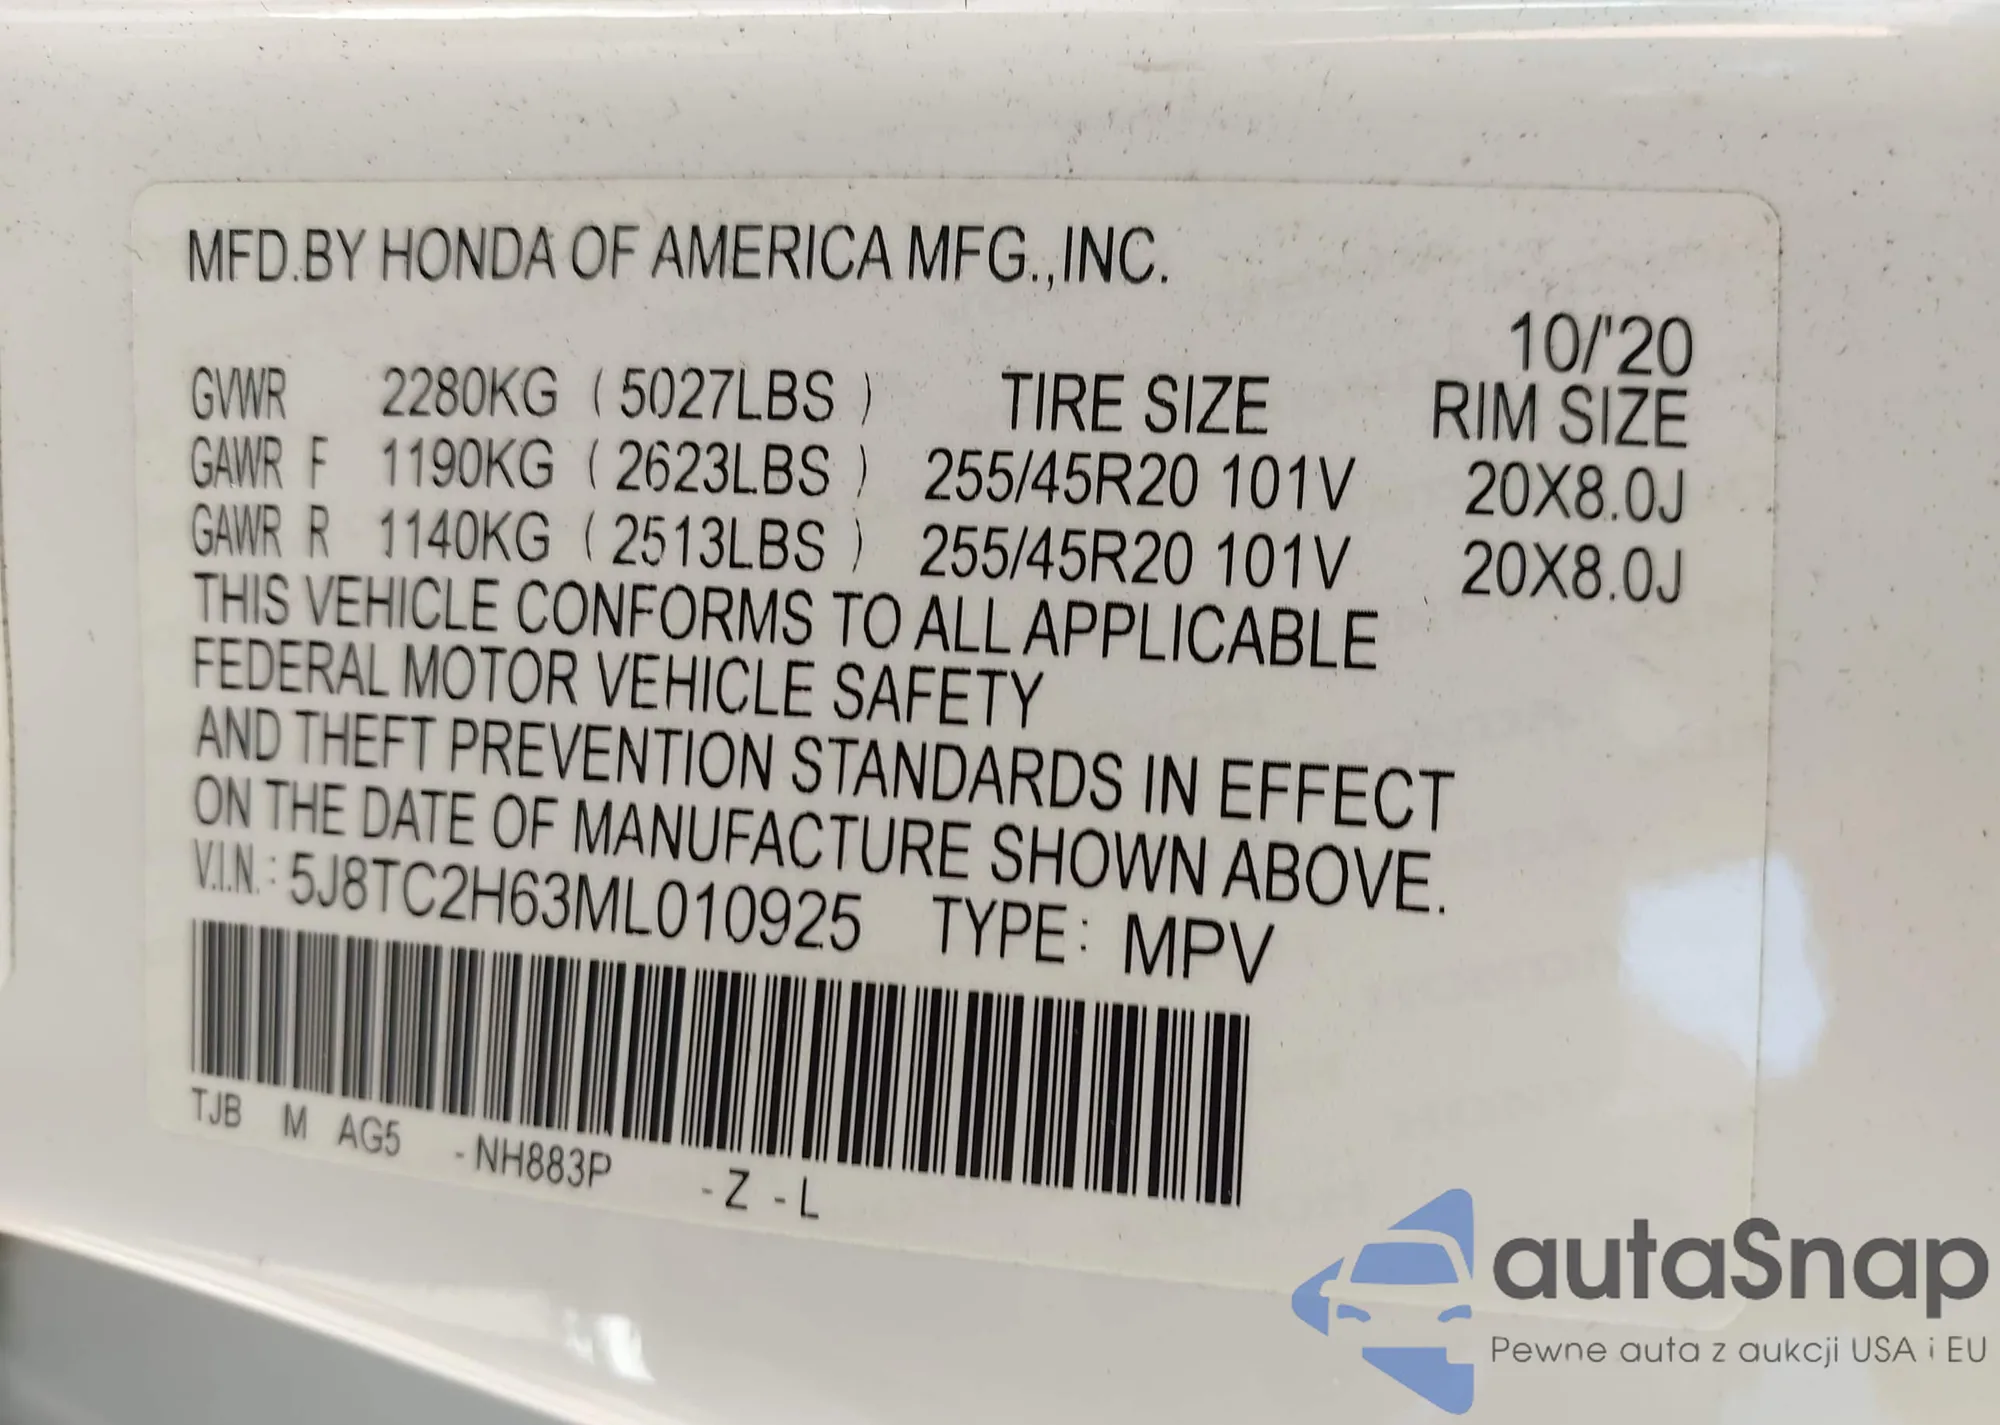 MFD.BY HONDA OF AMERICA MFG.,INC.
10/'20
GVWR 2280KG (5027LBS) TIRE SIZE RIM SIZE
GAWR F 1190KG (2623LBS) 255/45R20 101V 20X8.0J
GAWR R 1140KG (2513LBS) 255/45R20 101V 20X8.0J
THIS VEHICLE CONFORMS TO ALL APPLICABLE
FEDERAL MOTOR VEHICLE SAFETY
AND THEFT PREVENTION STANDARDS IN EFFECT
ON THE DATE OF MANUFACTURE SHOWN ABOVE.
V.I.N.: 5J8TC2H63ML010925 TYPE: MPV
TJB M AG5 -NH883P -Z -L
autaSnap
Pewne auta z aukcji USA i EU